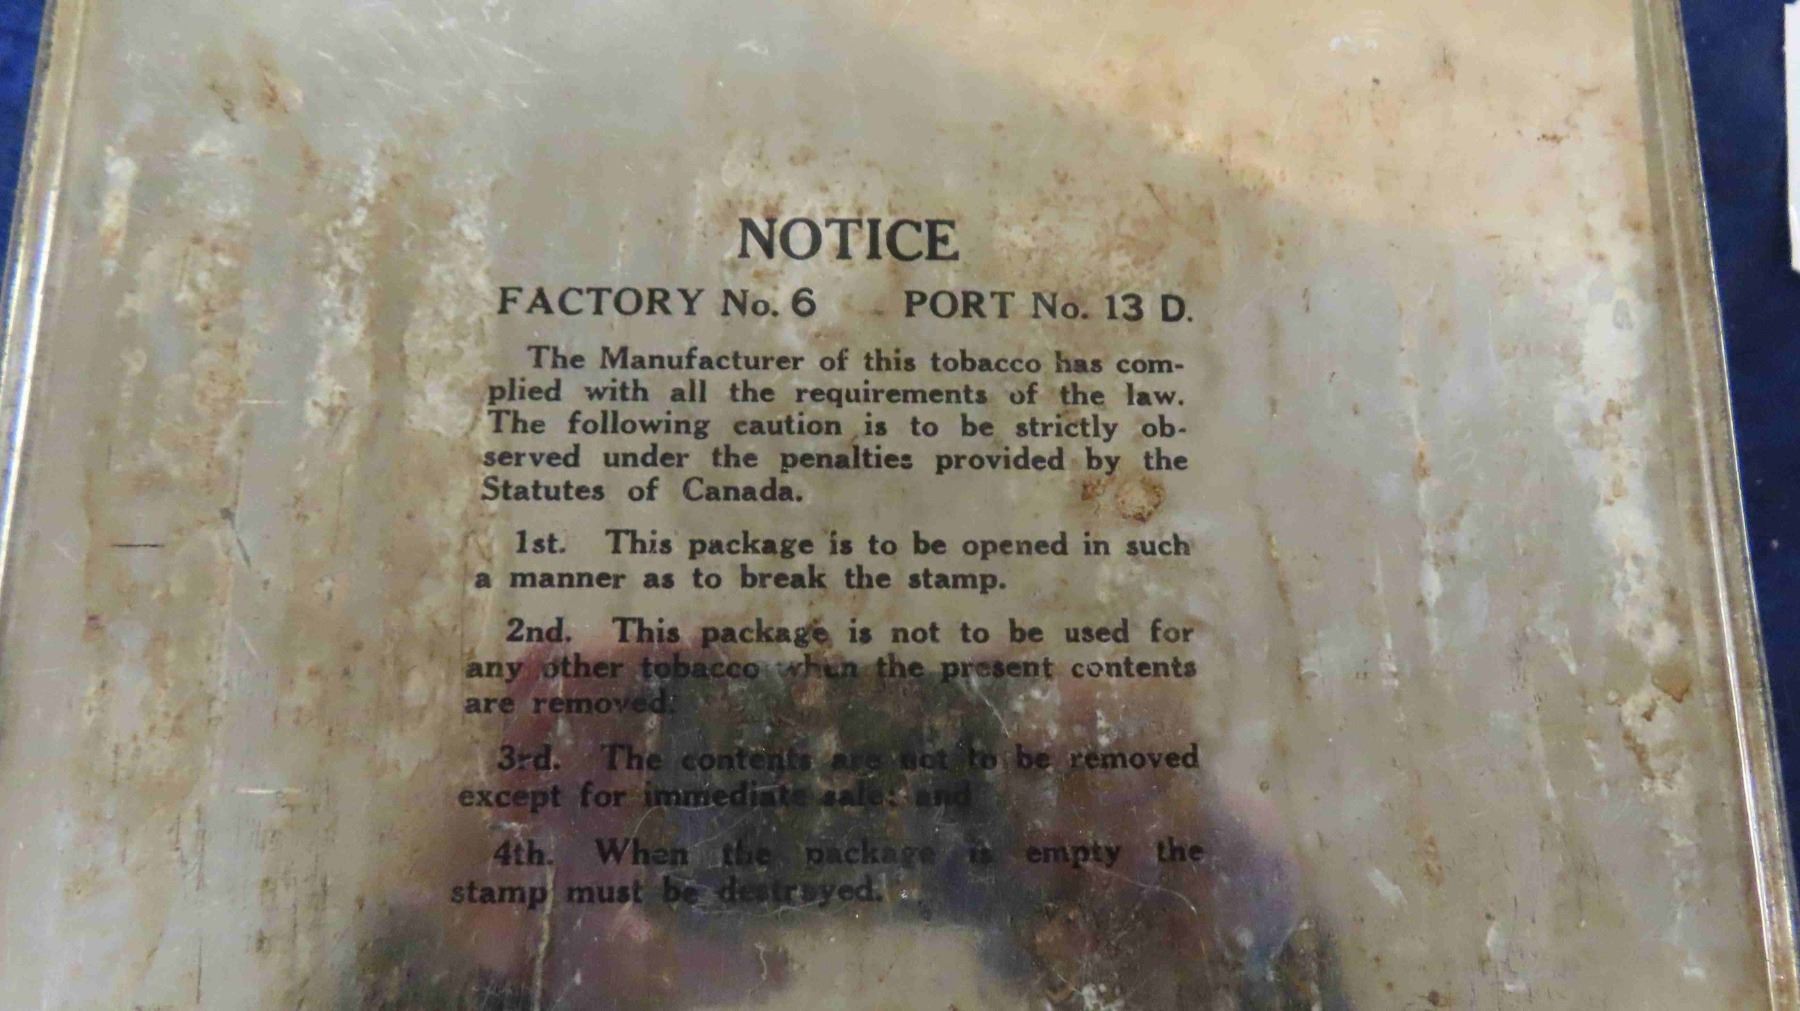 NOTICE
FACTORY No. 6 PORT No. 13 D.
The Manufacturer of this tobacco has com-
plied with all the requirements of the law.
The following caution is to be strictly ob-
served under the penalties provided by the
Statutes of Canada.
1st. This package is to be opened in such
a manner as to break the stamp.
2nd. This package is not to be used for
any other tobacco when the present contents
are removed.
3rd. The contents are not to be removed
except for immediate sale; and
4th. When the package is empty the
stamp must be destroyed.